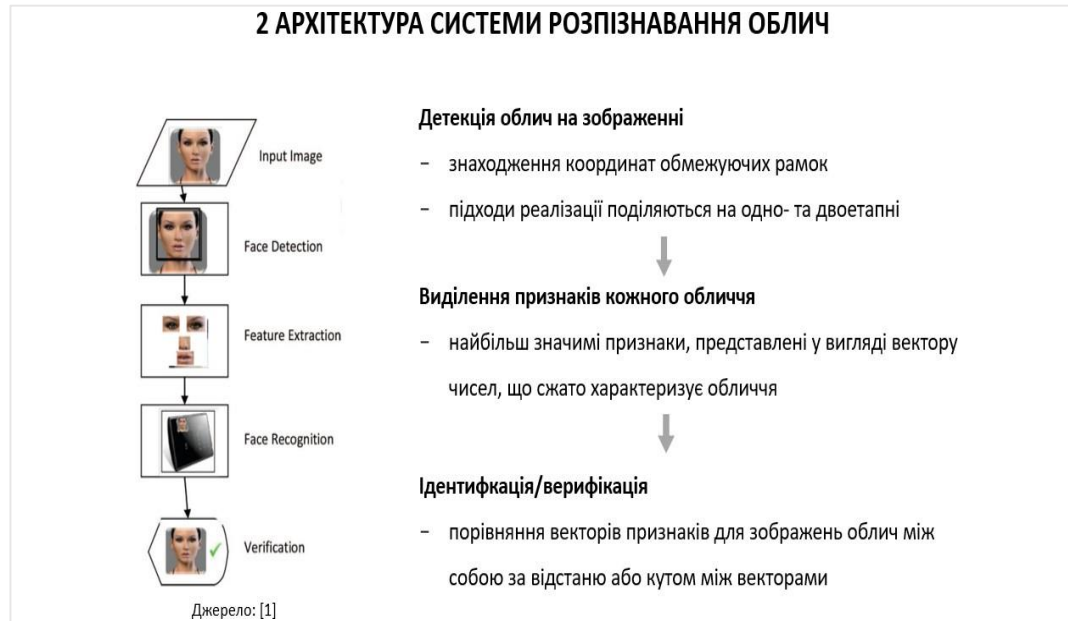 2 АРХІТЕКТУРА СИСТЕМИ РОЗПІЗНАВАННЯ ОБЛИЧ
Input Image
Face Detection
Feature Extraction
Face Recognition
Verification
Джерело: [1]
Детекція облич на зображенні
- знаходження координат обмежуючих рамок
- підходи реалізації поділяються на одно- та двоетапні
Виділення признаків кожного обличчя
- найбільш значимі признаки, представлені у вигляді вектору
чисел, що сжато характеризує обличчя
Ідентифкація/верифікація
- порівняння векторів признаків для зображень облич між
собою за відстаню або кутом між векторами